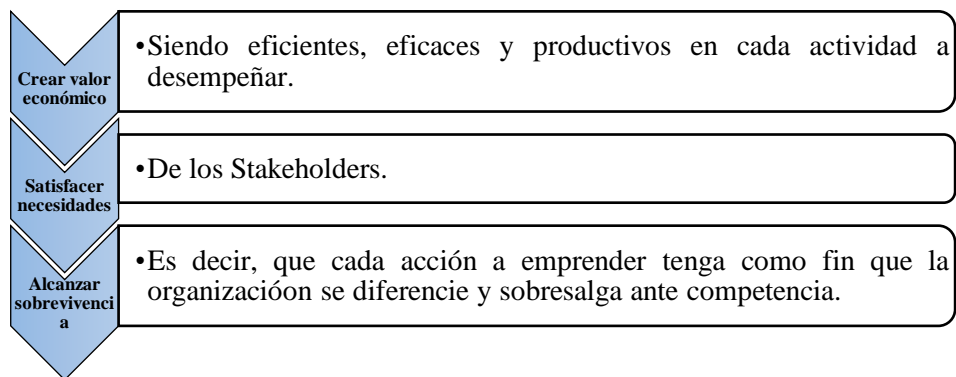 Crear valor
económico
•Siendo eficientes, eficaces y productivos en cada actividad a
desempeñar.
Satisfacer
necesidades
•De los Stakeholders.
Alcanzar
sobrevivenci
a
•Es decir, que cada acción a emprender tenga como fin que la
organizacióon se diferencie y sobresalga ante competencia.